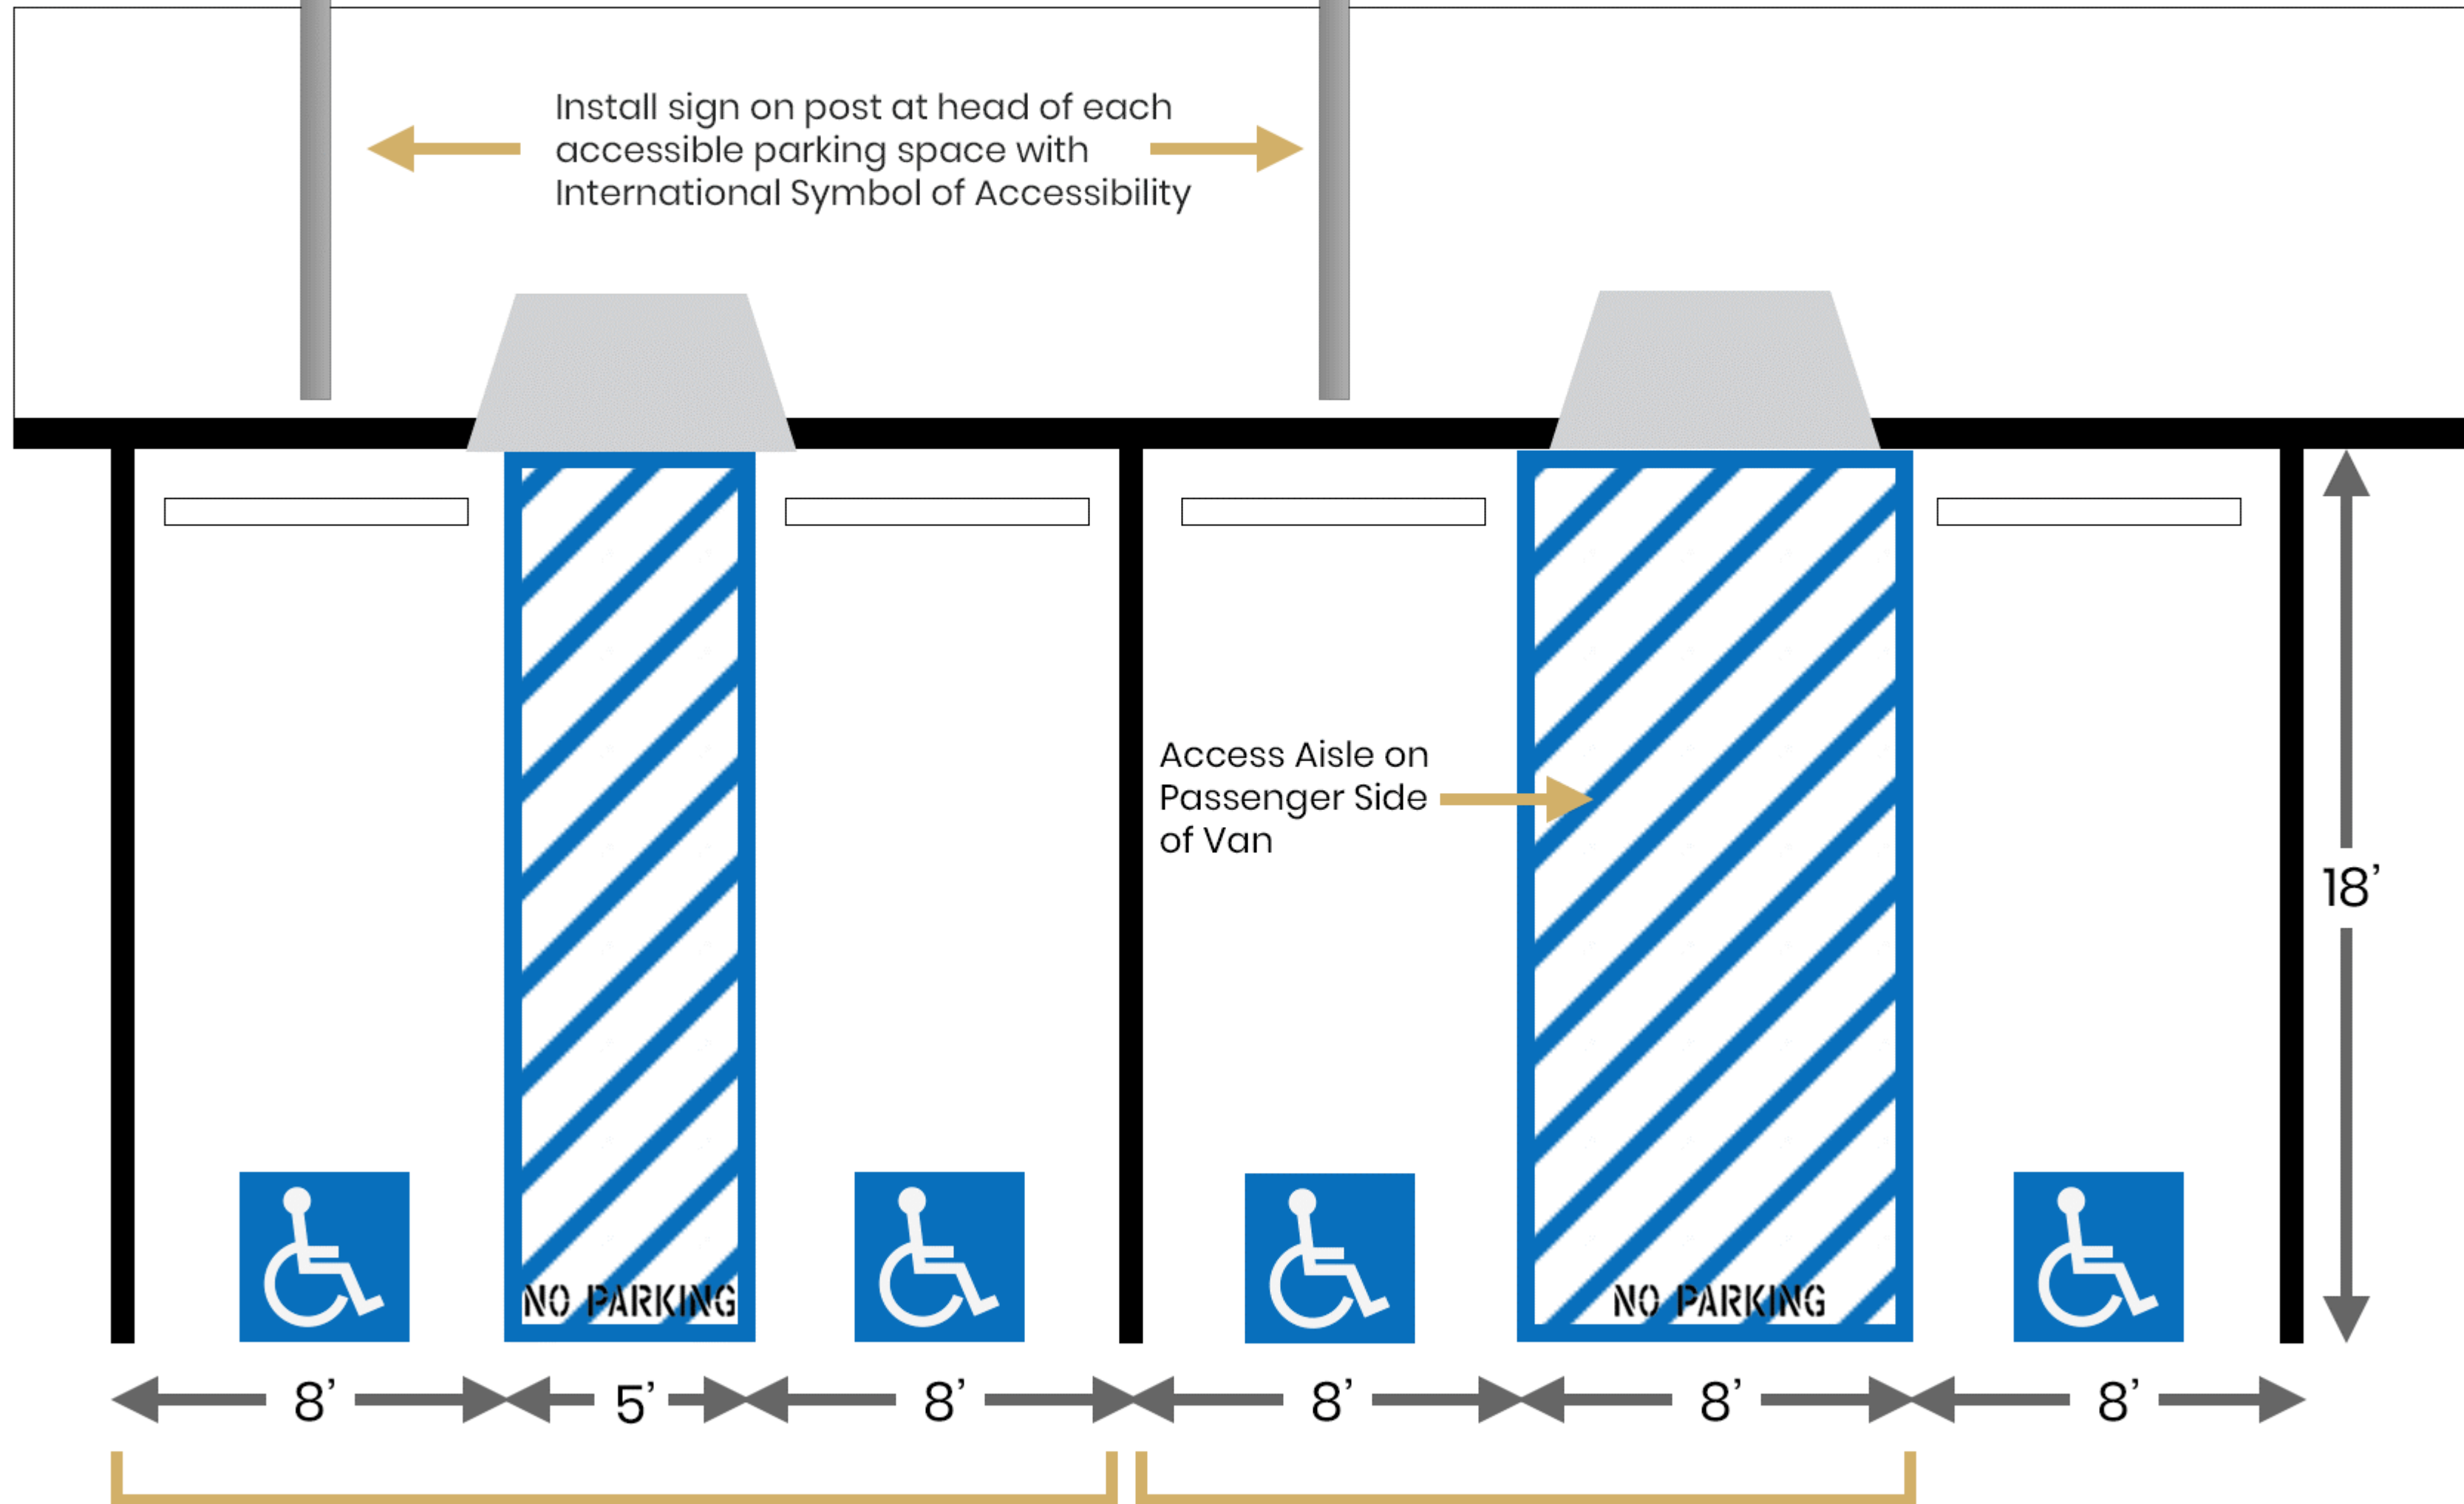 Install sign on post at head of each
accessible parking space with
International Symbol of Accessibility
Access Aisle on
Passenger Side
of Van
18’
NO PARKING
NO PARKING
8’
5’
8’
8’
8’
8’